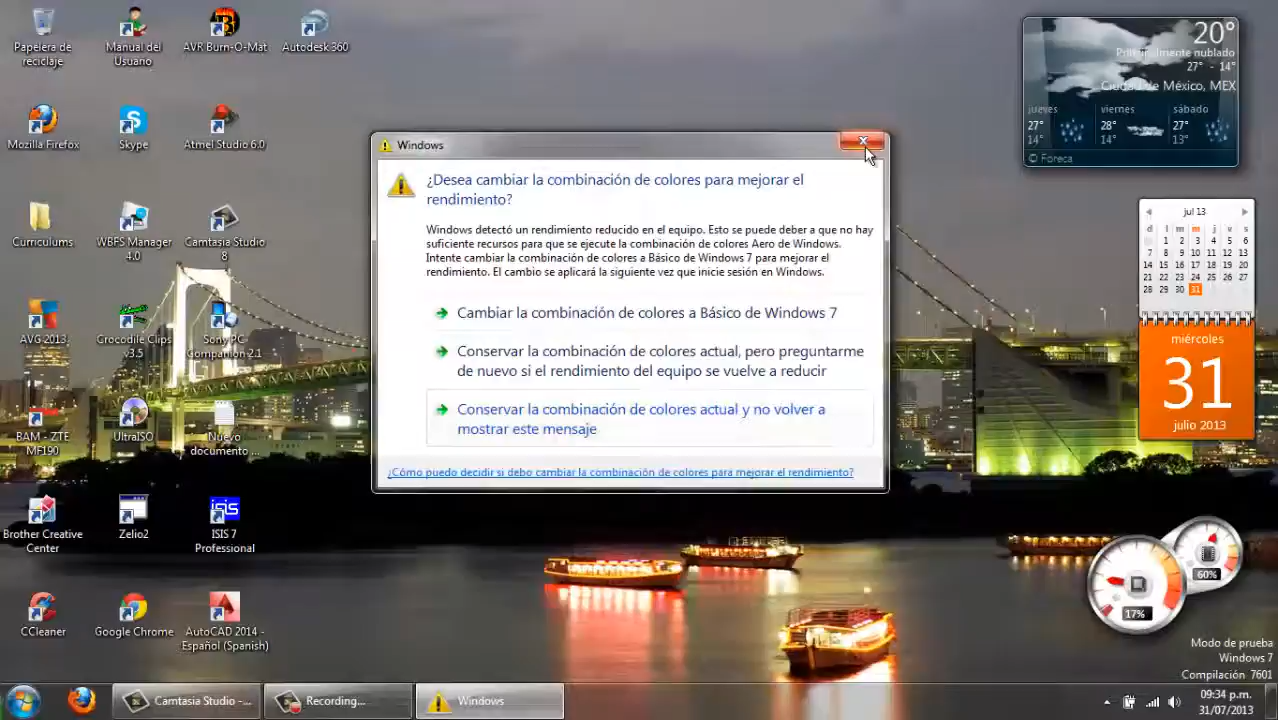 Papelera de
reciclaje
Manual del
Usuario
AVR Burn-O-Mat
Autodesk 360
Mozilla Firefox
Skype
Atmel Studio 6.0
Curriculums
WBFS Manager
4.0
Camtasia Studio
8
AVG 2013
Crocodile Clips
v3.5
Sony PC
Companion 2.1
BAM - ZTE
MF190
UltraISO
Nuevo
documento ...
Brother Creative
Center
Zelio2
isis
ISIS 7
Professional
CCleaner
Google Chrome
AutoCAD 2014 -
Español (Spanish)
Windows
¿Desea cambiar la combinación de colores para mejorar el
rendimiento?
Windows detectó un rendimiento reducido en el equipo. Esto se puede deber a que no hay
suficiente recursos para que se ejecute la combinación de colores Aero de Windows.
Intente cambiar la combinación de colores a Básico de Windows 7 para mejorar el
rendimiento. El cambio se aplicará la siguiente vez que inicie sesión en Windows.
Cambiar la combinación de colores a Básico de Windows 7
Conservar la combinación de colores actual, pero preguntarme
de nuevo si el rendimiento del equipo se vuelve a reducir
Conservar la combinación de colores actual y no volver a
mostrar este mensaje
¿Cómo puedo decidir si debo cambiar la combinación de colores para mejorar el rendimiento?
20°
Principalmente nublado
27° - 14°
Ciudad de México, MEX
jueves viernes sábado
27° 28° 27°
14° 14° 13°
© Foreca
jul 13
d l m m j v s
1 2 3 4 5 6
7 8 9 10 11 12 13
14 15 16 17 18 19 20
21 22 23 24 25 26 27
28 29 30 31
miércoles
31
julio 2013
60%
17%
Modo de prueba
Windows 7
Compilación 7601
Camtasia Studio -...
Recording...
Windows
09:34 p.m.
31/07/2013